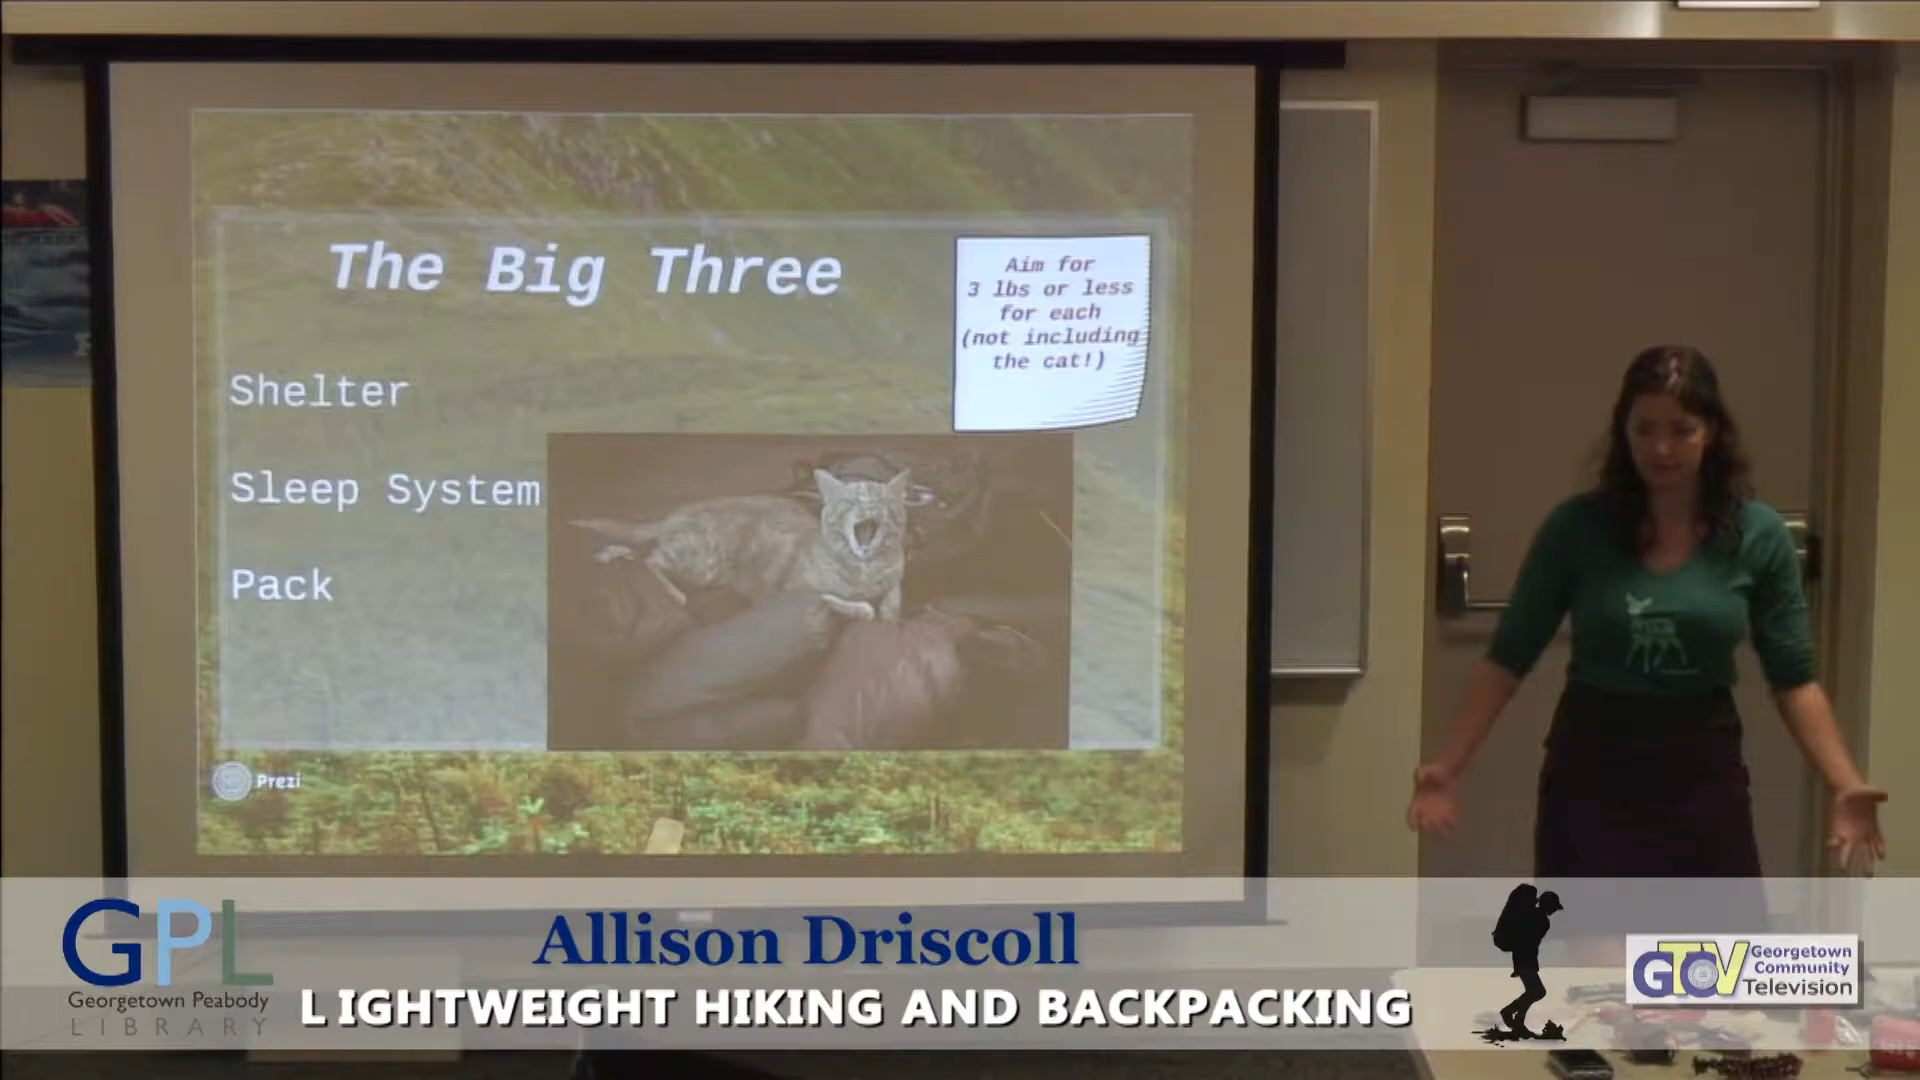 The Big Three
Aim for
3 lbs or less
for each
(not including
the cat!)
Shelter
Sleep System
Pack
Prezi
GPL
Georgetown Peabody
LIBRARY
Allison Driscoll
LIGHTWEIGHT HIKING AND BACKPACKING
GTCV
Georgetown
Community
Television